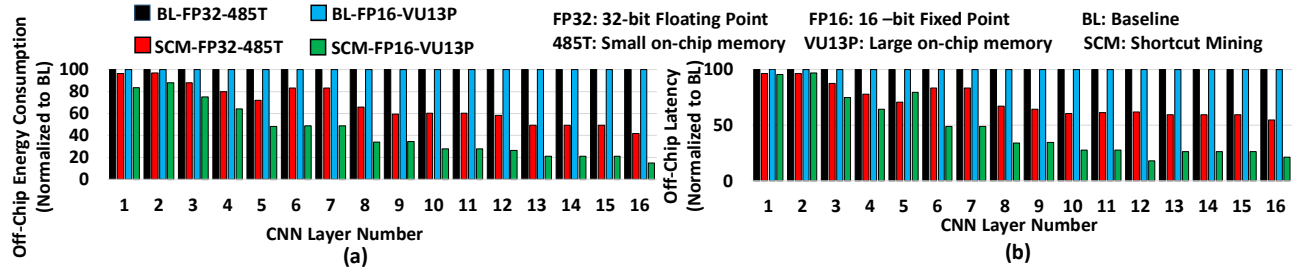 BL-FP32-485T BL-FP16-VU13P FP32: 32-bit Floating Point FP16: 16 –bit Fixed Point BL: Baseline
SCM-FP32-485T SCM-FP16-VU13P 485T: Small on-chip memory VU13P: Large on-chip memory SCM: Shortcut Mining
Off-Chip Energy Consumption
(Normalized to BL)
100
80
60
40
20
0
1 2 3 4 5 6 7 8 9 10 11 12 13 14 15 16
CNN Layer Number
(a)
Off-Chip Latency
(Normalized to BL)
100
50
0
1 2 3 4 5 6 7 8 9 10 11 12 13 14 15 16
CNN Layer Number
(b)